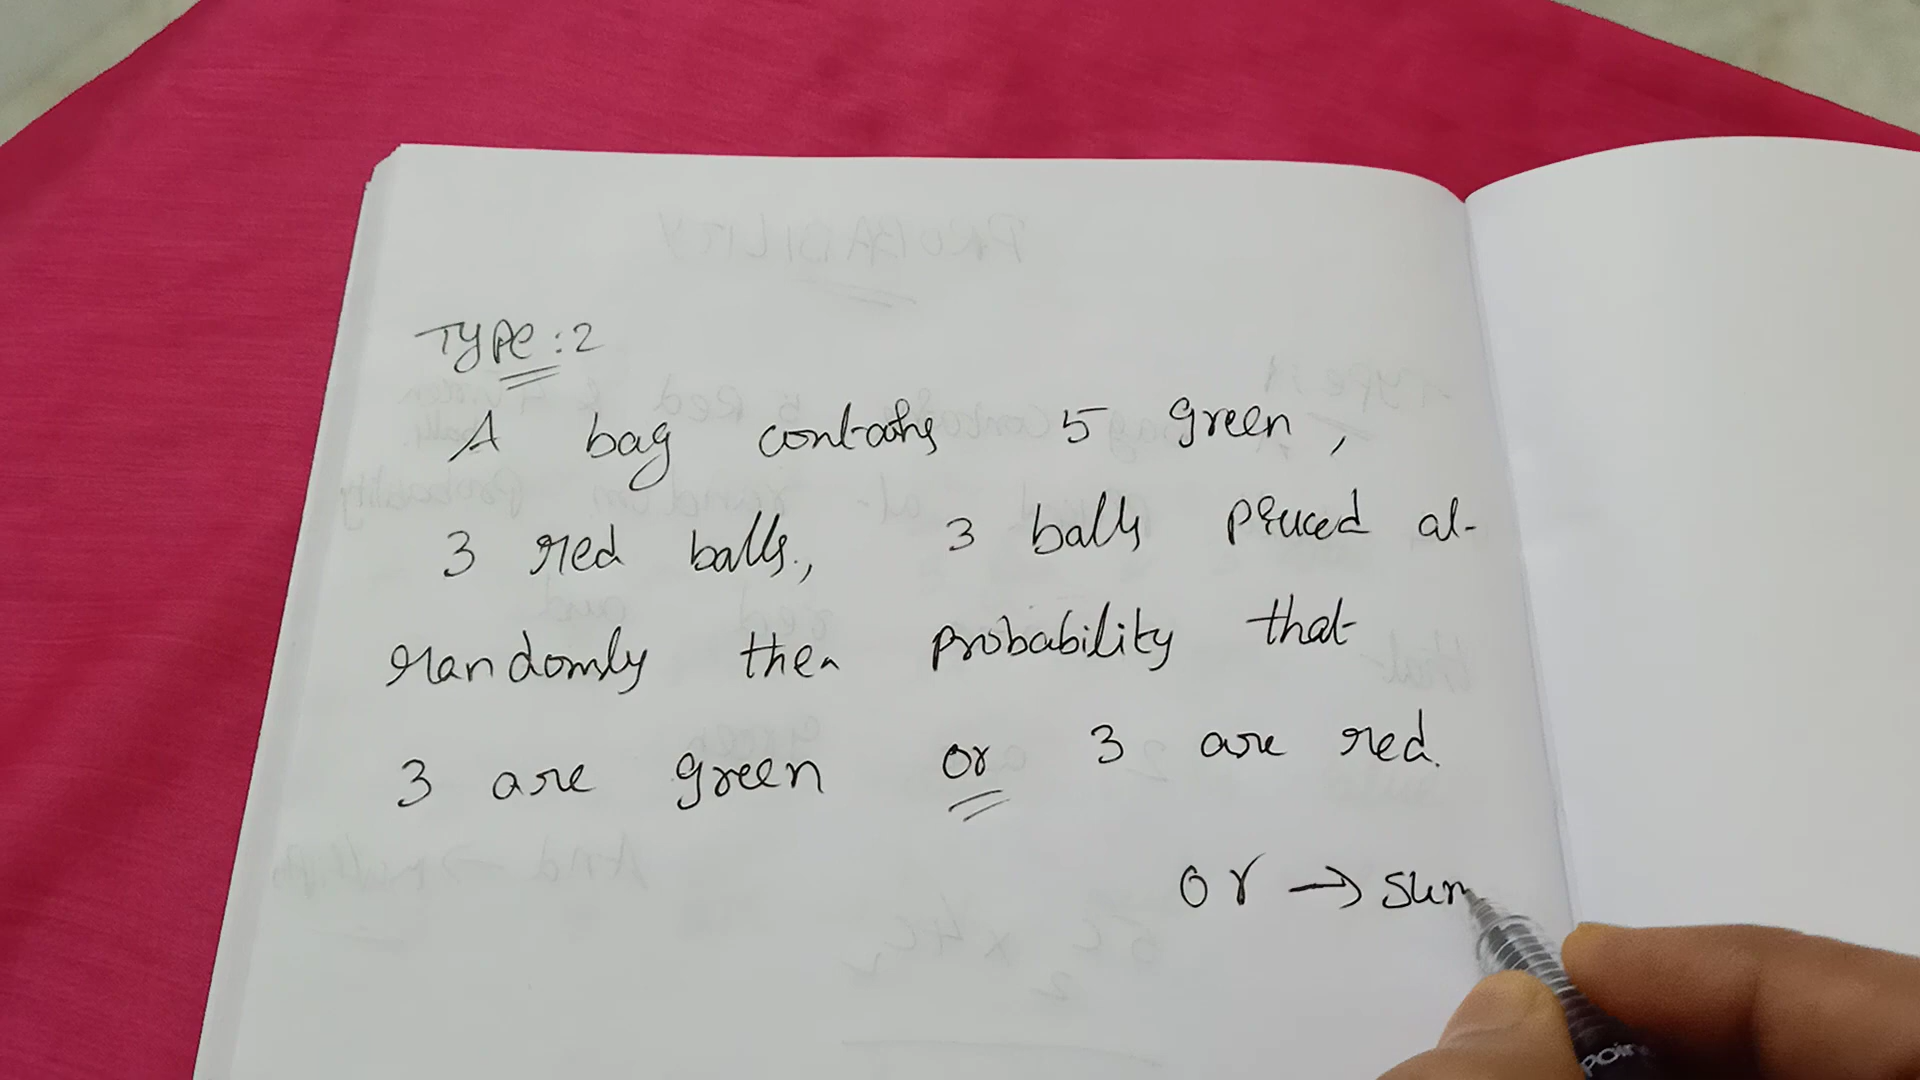 Type:2
A bag contains 5 green,
3 red balls, 3 balls picked at
randomly then probability that
3 are green or 3 are red.
or → sum
Poin